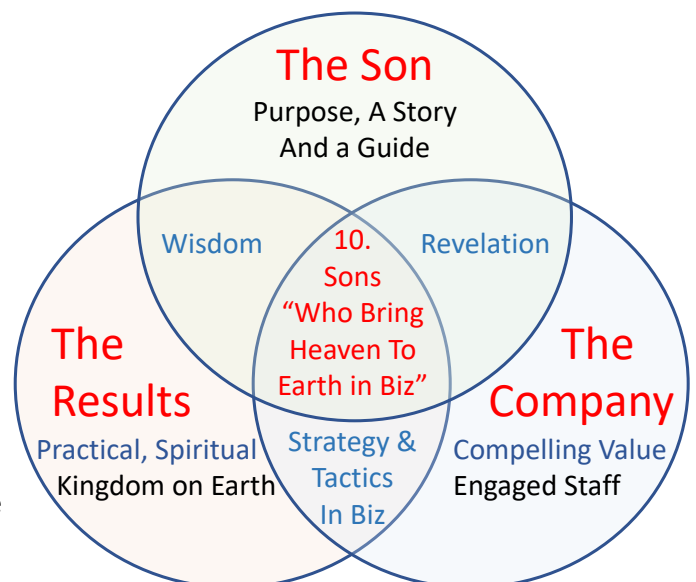 The Son
Purpose, A Story
And a Guide
Wisdom
10.
Sons
“Who Bring
Heaven To
Earth in Biz”
Revelation
The
Results
Practical, Spiritual
Kingdom on Earth
Strategy &
Tactics
In Biz
The
Company
Compelling Value
Engaged Staff